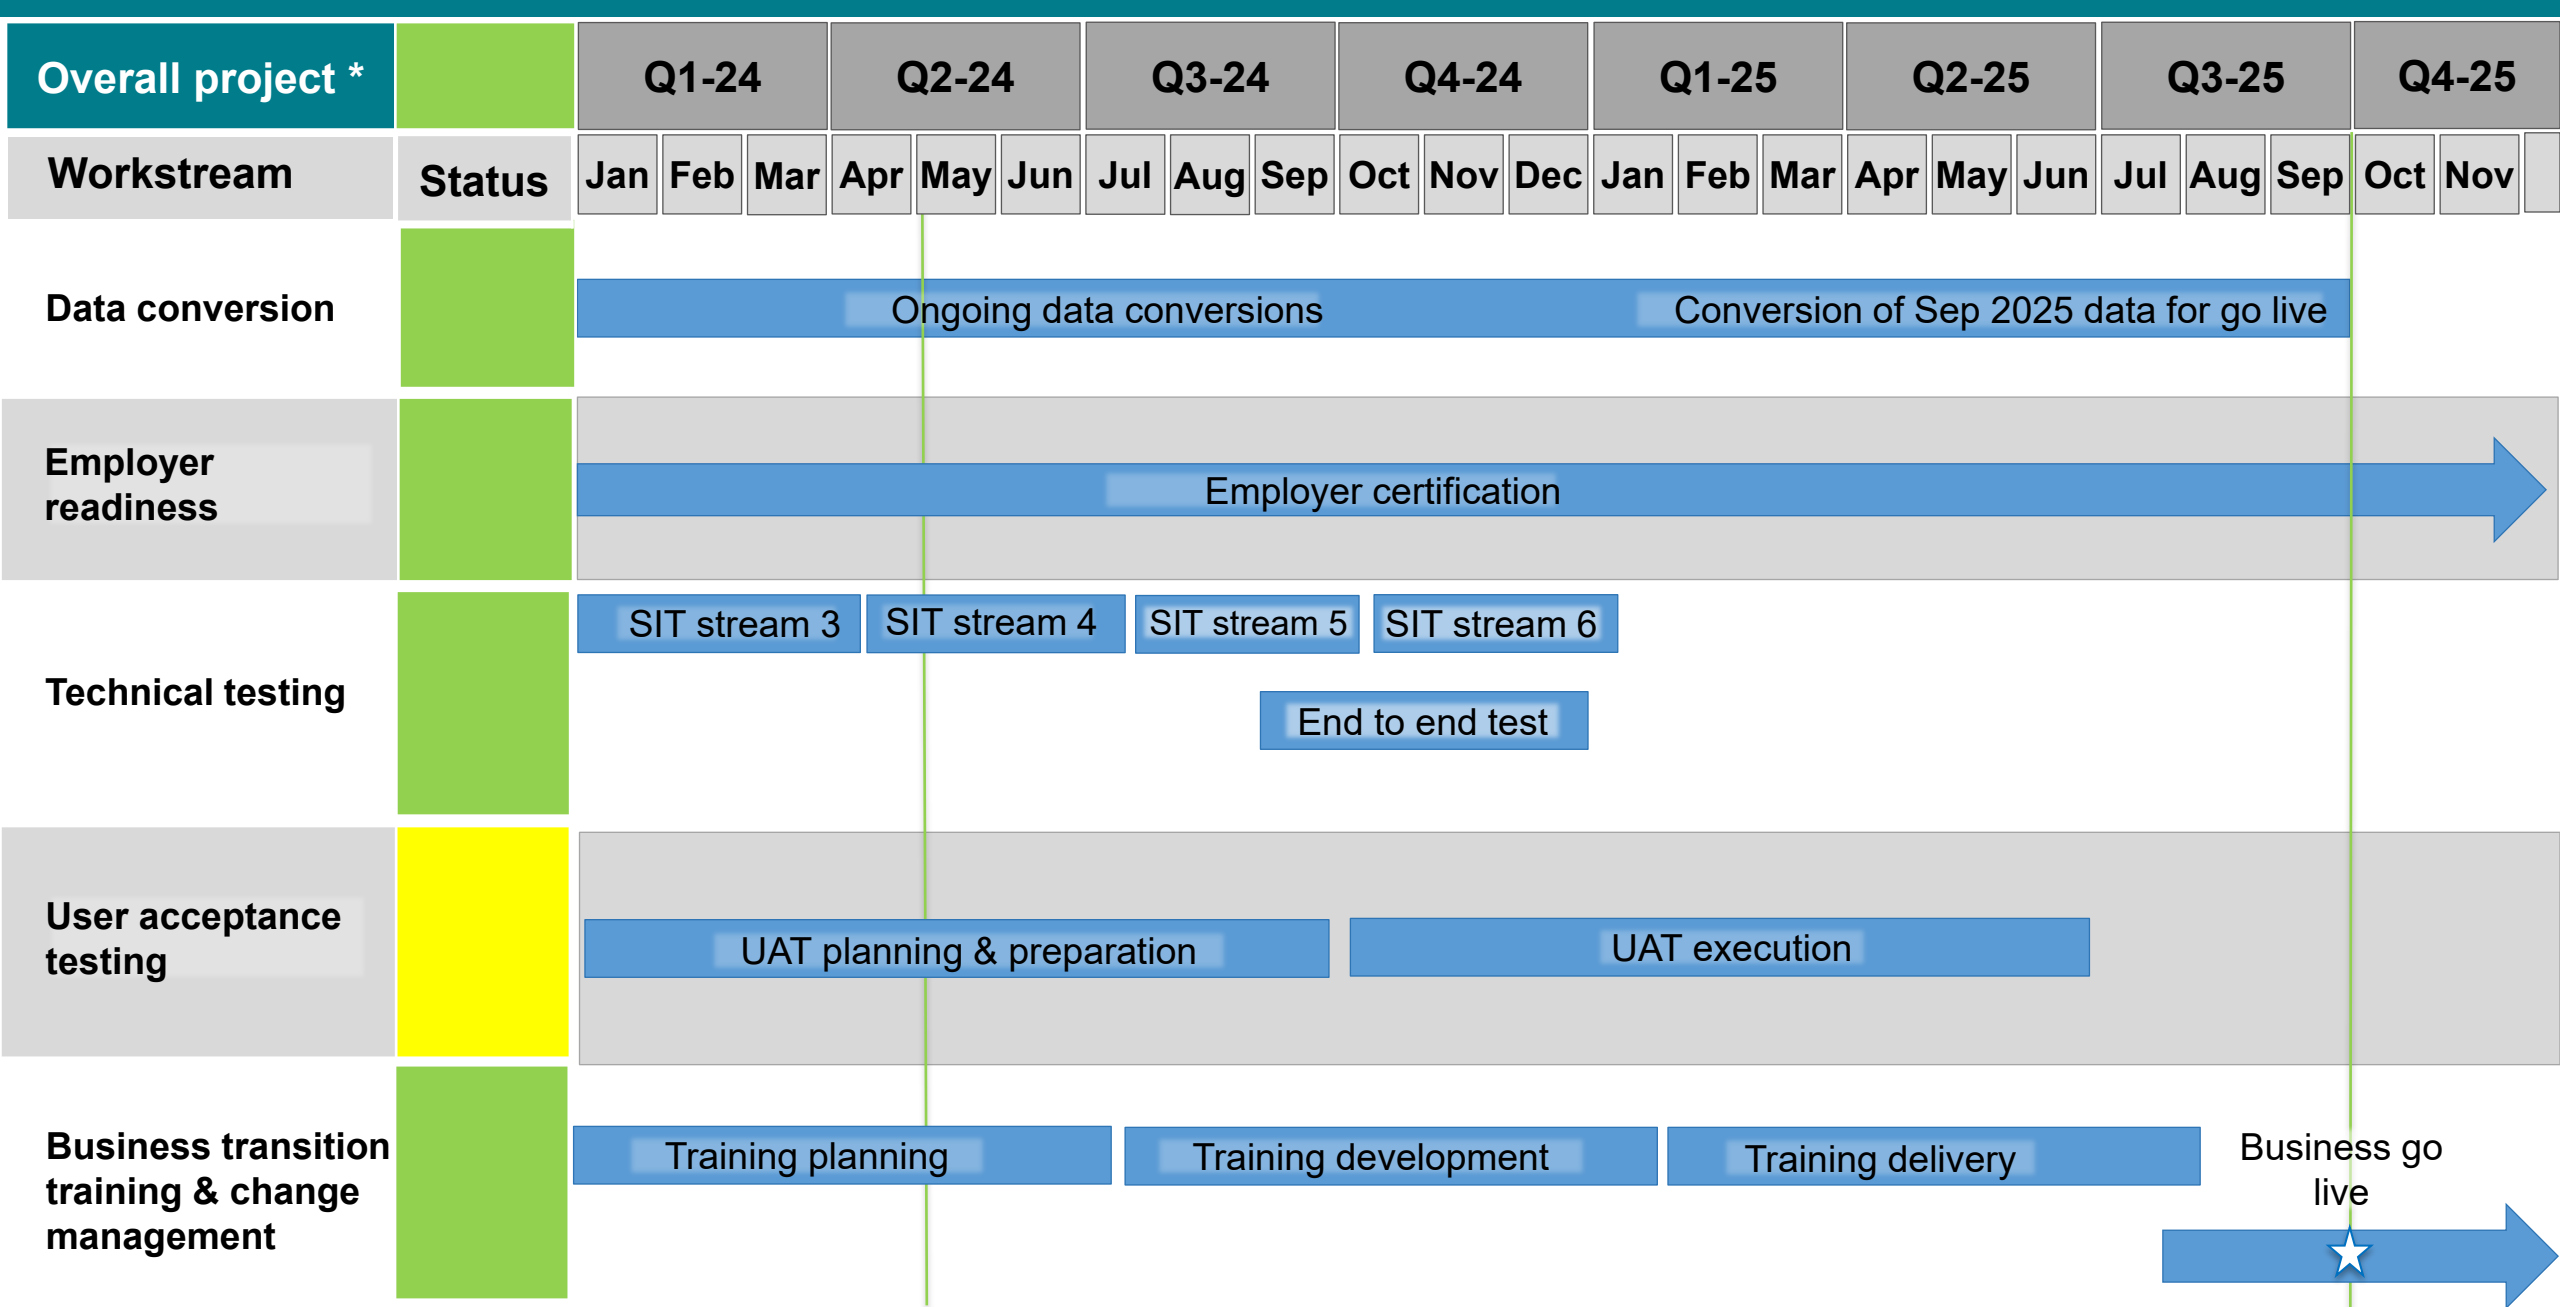 Overall project *
Q1-24 Q2-24 Q3-24 Q4-24 Q1-25 Q2-25 Q3-25 Q4-25
Workstream Status Jan Feb Mar Apr May Jun Jul Aug Sep Oct Nov Dec Jan Feb Mar Apr May Jun Jul Aug Sep Oct Nov
Data conversion
Ongoing data conversions
Conversion of Sep 2025 data for go live
Employer
readiness
Employer certification
Technical testing
SIT stream 3
SIT stream 4
SIT stream 5
SIT stream 6
End to end test
User acceptance
testing
UAT planning & preparation
UAT execution
Business transition
training & change
management
Training planning
Training development
Training delivery
Business go
live